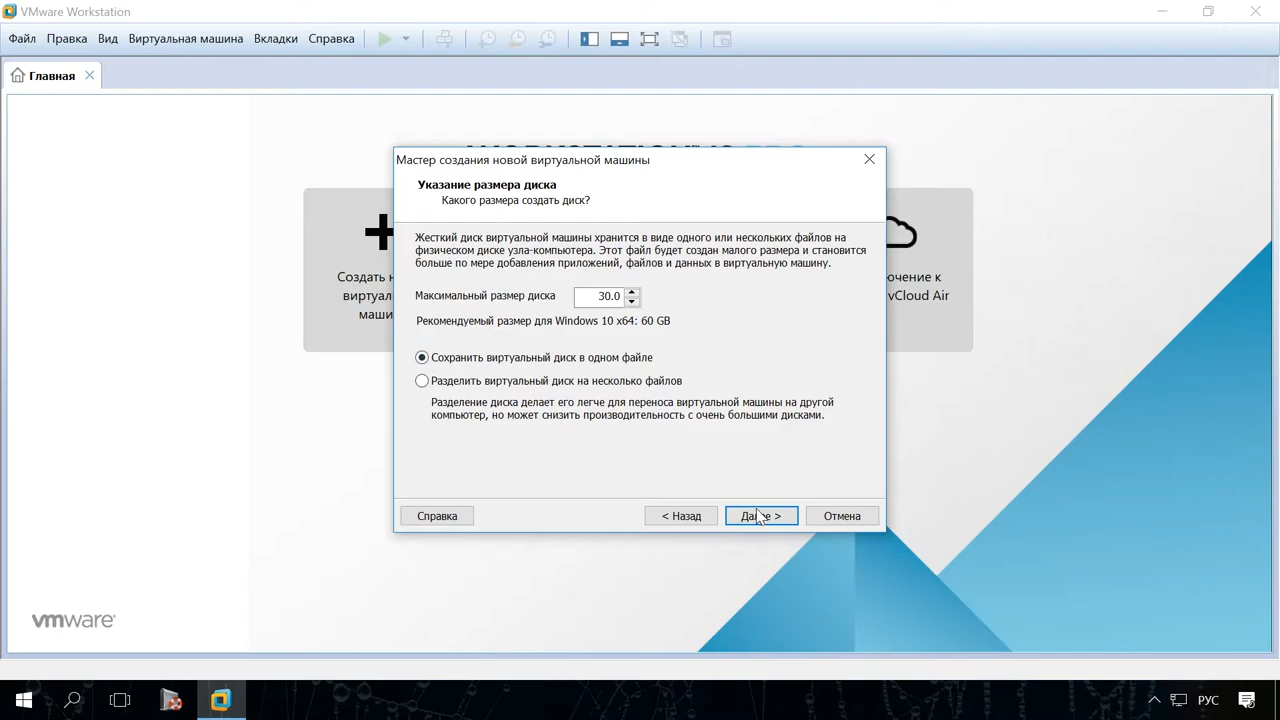 VMware Workstation
Файл Правка Вид Виртуальная машина Вкладки Справка
Главная
Мастер создания новой виртуальной машины
Указание размера диска
Какого размера создать диск?
Жесткий диск виртуальной машины хранится в виде одного или нескольких файлов на
физическом диске узла-компьютера. Этот файл будет создан малого размера и становится
больше по мере добавления приложений, файлов и данных в виртуальную машину.
Максимальный размер диска 30.0
Рекомендуемый размер для Windows 10 x64: 60 GB
Сохранить виртуальный диск в одном файле
Разделить виртуальный диск на несколько файлов
Разделение диска делает его легче для переноса виртуальной машины на другой
компьютер, но может снизить производительность с очень большими дисками.
Справка < Назад Далее > Отмена
Создать
vCloud Air
vmware
РУС